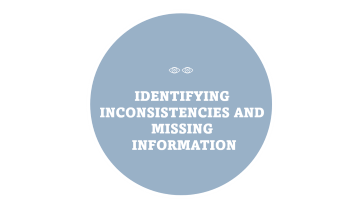 IDENTIFYING
INCONSISTENCIES AND
MISSING
INFORMATION